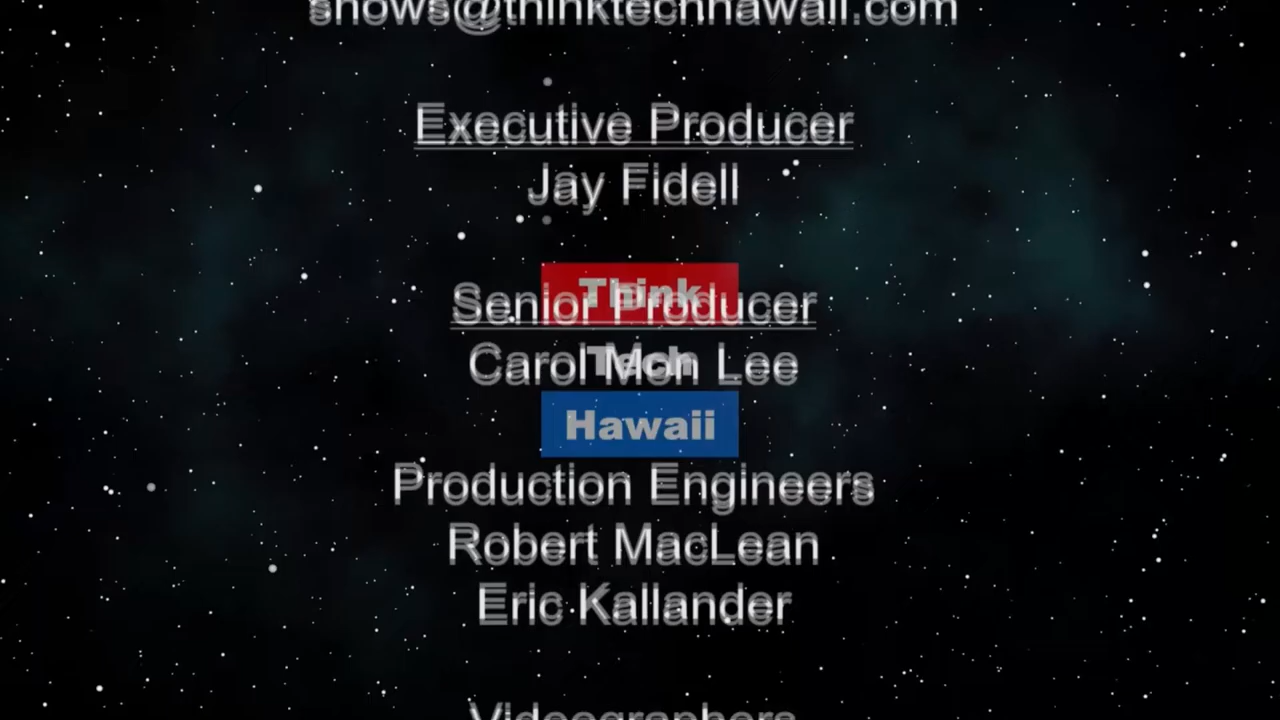 shows@thinktechhawaii.com
Executive Producer
Jay Fidell
Think
Senior Producer
Tech
Carol Mon Lee
Hawaii
Production Engineers
Robert MacLean
Eric Kallander
Videographers